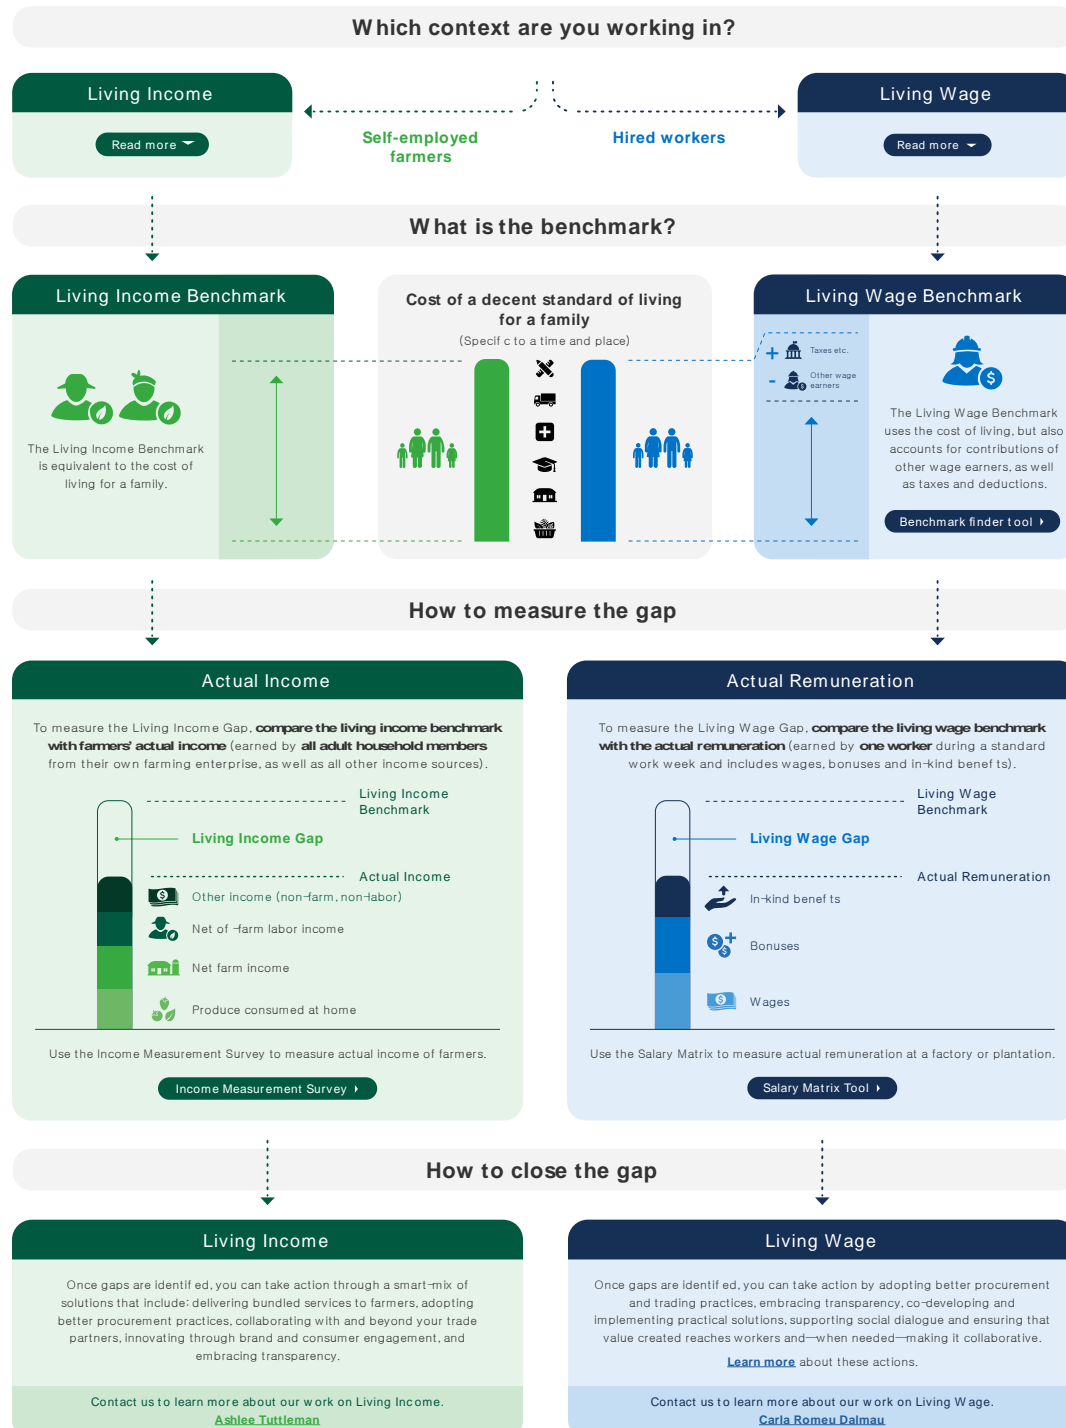 Which context are you working in?
Living Income
Read more
Self-employed
farmers
Hired workers
Living Wage
Read more
What is the benchmark?
Living Income Benchmark
The Living Income Benchmark
is equivalent to the cost of
living for a family.
Cost of a decent standard of living
for a family
(Specif c to a time and place)
Living Wage Benchmark
+ Taxes etc.
- Other wage
earners
The Living Wage Benchmark
uses the cost of living, but also
accounts for contributions of
other wage earners, as well
as taxes and deductions.
Benchmark finder tool
How to measure the gap
Actual Income
To measure the Living Income Gap, compare the living income benchmark
with farmers' actual income (earned by all adult household members
from their own farming enterprise, as well as all other income sources).
Living Income
Benchmark
Living Income Gap
Actual Income
Other income (non-farm, non-labor)
Net of -farm labor income
Net farm income
Produce consumed at home
Use the Income Measurement Survey to measure actual income of farmers.
Income Measurement Survey
Actual Remuneration
To measure the Living Wage Gap, compare the living wage benchmark
with the actual remuneration (earned by one worker during a standard
work week and includes wages, bonuses and in-kind benef ts).
Living Wage
Benchmark
Living Wage Gap
Actual Remuneration
In-kind benef ts
Bonuses
Wages
Use the Salary Matrix to measure actual remuneration at a factory or plantation.
Salary Matrix Tool
How to close the gap
Living Income
Once gaps are identif ed, you can take action through a smart-mix of
solutions that include: delivering bundled services to farmers, adopting
better procurement practices, collaborating with and beyond your trade
partners, innovating through brand and consumer engagement, and
embracing transparency.
Contact us to learn more about our work on Living Income.
Ashlee Tuttleman
Living Wage
Once gaps are identif ed, you can take action by adopting better procurement
and trading practices, embracing transparency, co-developing and
implementing practical solutions, supporting social dialogue and ensuring that
value created reaches workers and—when needed—making it collaborative.
Learn more about these actions.
Contact us to learn more about our work on Living Wage.
Carla Romeu Dalmau